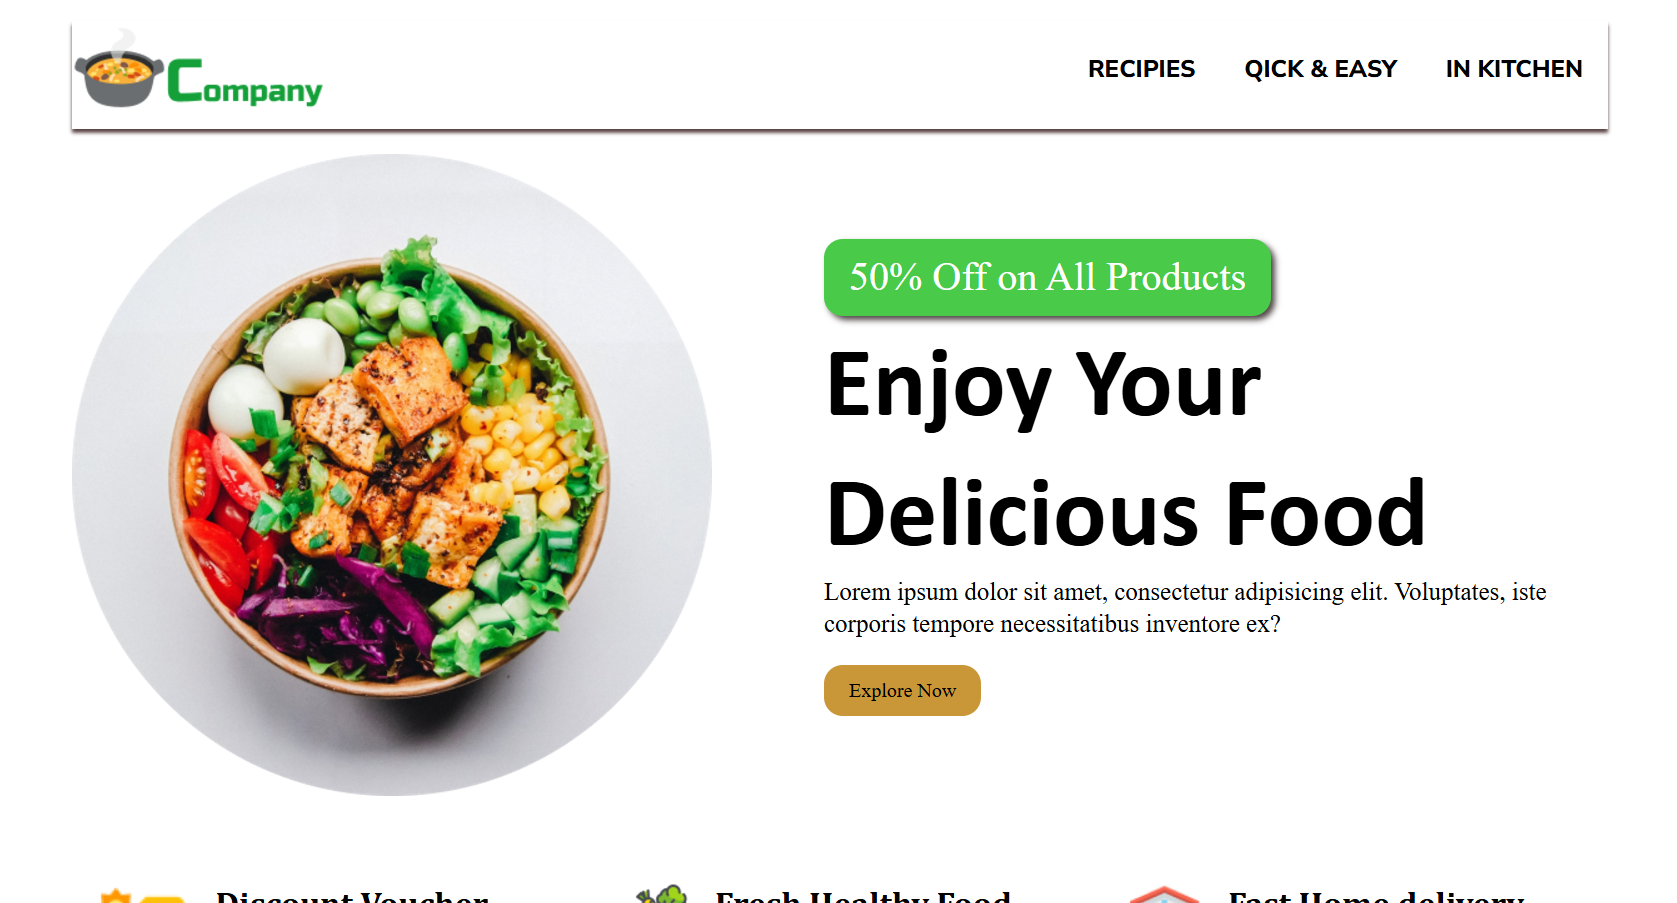 Company
RECIPIES QICK & EASY IN KITCHEN
50% Off on All Products
Enjoy Your
Delicious Food
Lorem ipsum dolor sit amet, consectetur adipisicing elit. Voluptates, iste
corporis tempore necessitatibus inventore ex?
Explore Now
Discount Voucher Fresh Healthy Food Fast Home delivery